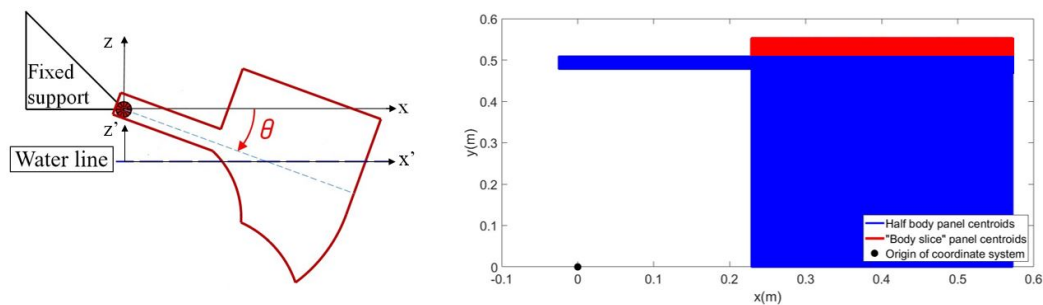 z
Fixed
support
x
θ
z'
Water line
x'
0.6
0.5
0.4
0.3
0.2
0.1
0
y(m)
-0.1 0 0.1 0.2 0.3 0.4 0.5 0.6
x(m)
Half body panel centroids
"Body slice" panel centroids
Origin of coordinate system